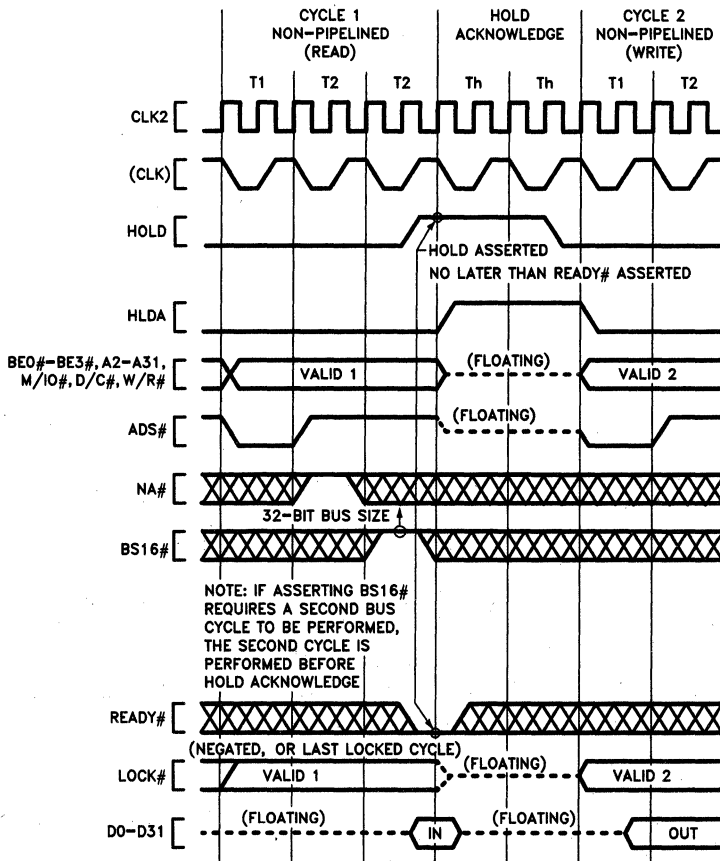 CYCLE 1
NON-PIPELINED
(READ)
HOLD
ACKNOWLEDGE
CYCLE 2
NON-PIPELINED
(WRITE)
T1
T2
T2
Th
Th
T1
T2
CLK2
(CLK)
HOLD
HOLD ASSERTED
NO LATER THAN READY# ASSERTED
HLDA
BE0#-BE3#, A2-A31,
M/IO#, D/C#, W/R#
VALID 1
(FLOATING)
VALID 2
ADS#
(FLOATING)
NA#
32-BIT BUS SIZE
BS16#
NOTE: IF ASSERTING BS16#
REQUIRES A SECOND BUS
CYCLE TO BE PERFORMED,
THE SECOND CYCLE IS
PERFORMED BEFORE
HOLD ACKNOWLEDGE
READY#
(NEGATED, OR LAST LOCKED CYCLE)
LOCK#
VALID 1
(FLOATING)
VALID 2
D0-D31
(FLOATING)
IN
(FLOATING)
OUT